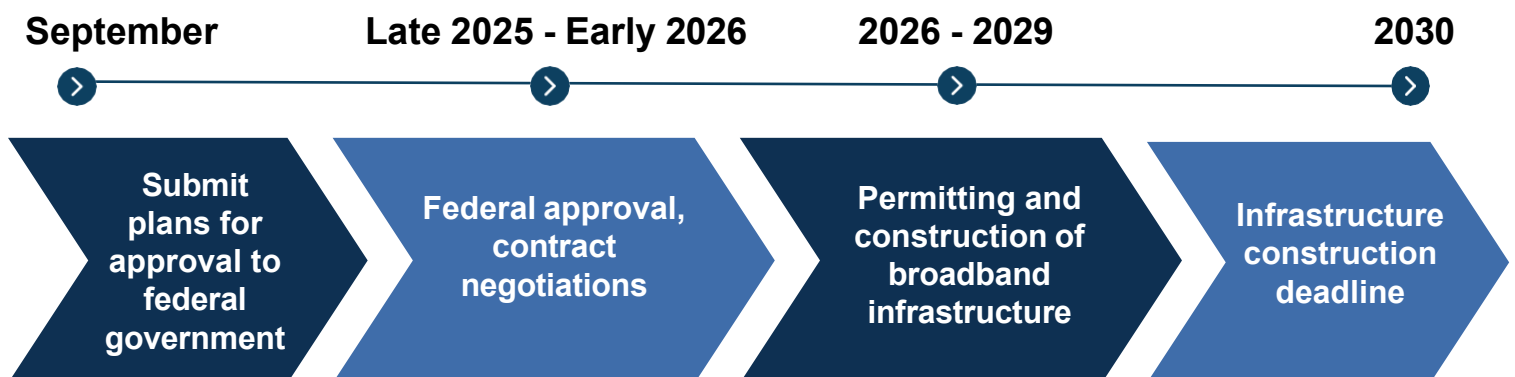 September
Late 2025 - Early 2026
2026 - 2029
2030
Submit
plans for
approval to
federal
government
Federal approval,
contract
negotiations
Permitting and
construction of
broadband
infrastructure
Infrastructure
construction
deadline